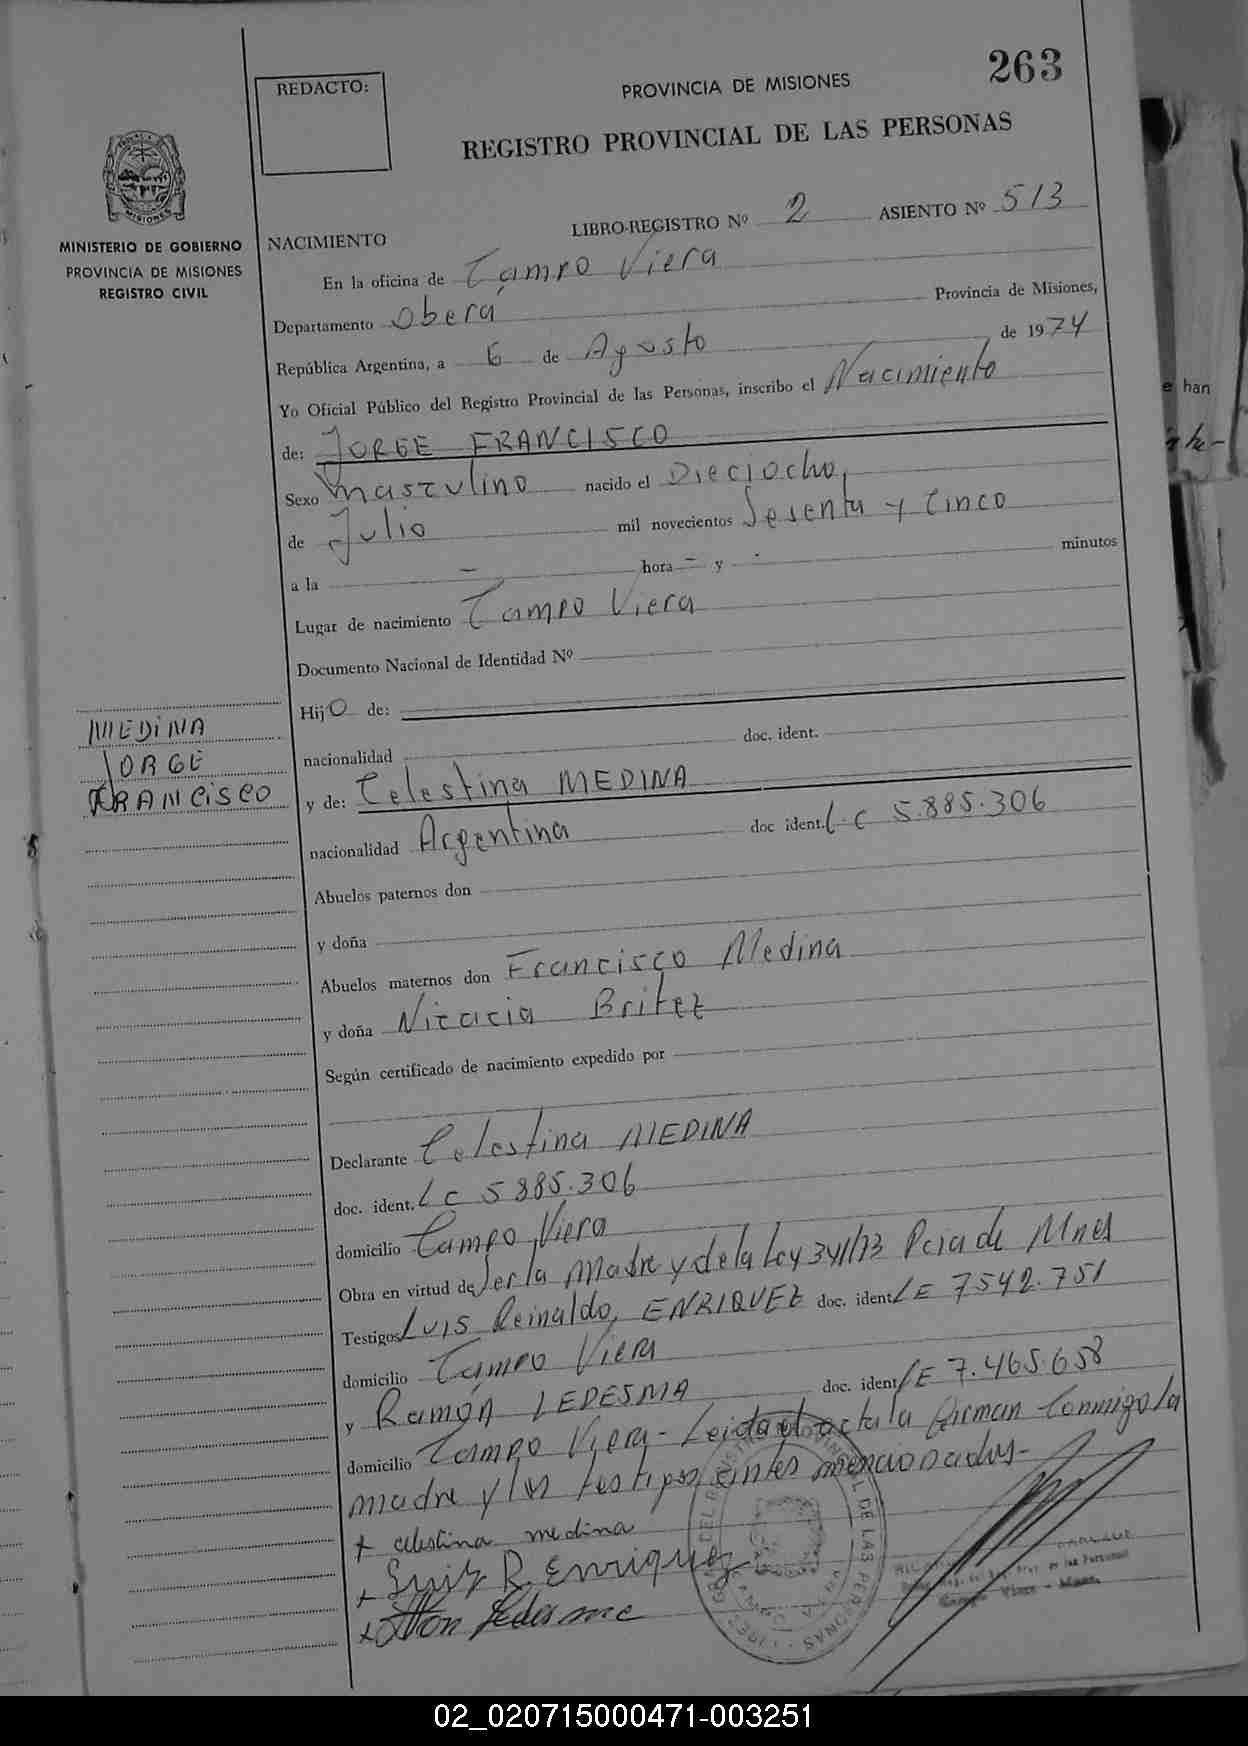 263
REDACTO:
PROVINCIA DE MISIONES
REGISTRO PROVINCIAL DE LAS PERSONAS
MISIONES
MINISTERIO DE GOBIERNO
PROVINCIA DE MISIONES
REGISTRO CIVIL
NACIMIENTO
LIBRO-REGISTRO Nº 2 ASIENTO Nº 513
En la oficina de Campo Viera
Departamento Oberá Provincia de Misiones,
República Argentina, a 6 de Agosto de 1974
Yo Oficial Público del Registro Provincial de las Personas, inscribo el Nacimiento
de: JORGE FRANCISCO
Sexo Masculino nacido el Dieciocho,
de Julio mil novecientos Sesenta y Cinco
a la - hora - y - minutos
Lugar de nacimiento Campo Viera
Documento Nacional de Identidad Nº
Hijo de:
nacionalidad doc. ident.
MEDINA
JORGE
FRANCISCO
y de: Celestina MEDINA
nacionalidad Argentina doc ident. L.C 5.885.306
Abuelos paternos don
y doña
Abuelos maternos don Francisco Medina
y doña Nicacia Britez
Según certificado de nacimiento expedido por
Declarante Celestina MEDINA
doc. ident. L C 5 885.306
domicilio Campo Viera
Obra en virtud de Ser la Madre y de la Ley 341/73 Pcia de Mnes
Testigos LUIS Reinaldo, ENRIQUEZ doc. ident LE 7542.751
domicilio Campo Viera
y Ramón LEDESMA doc. ident LE 7.465.658
domicilio Campo Viera - Leida el acta la firman Conmigo la
madre y los testigos antes mencionados-
+ celestina medina
+ Luis R. Enriquez
+ Ledesma
02_020715000471-003251